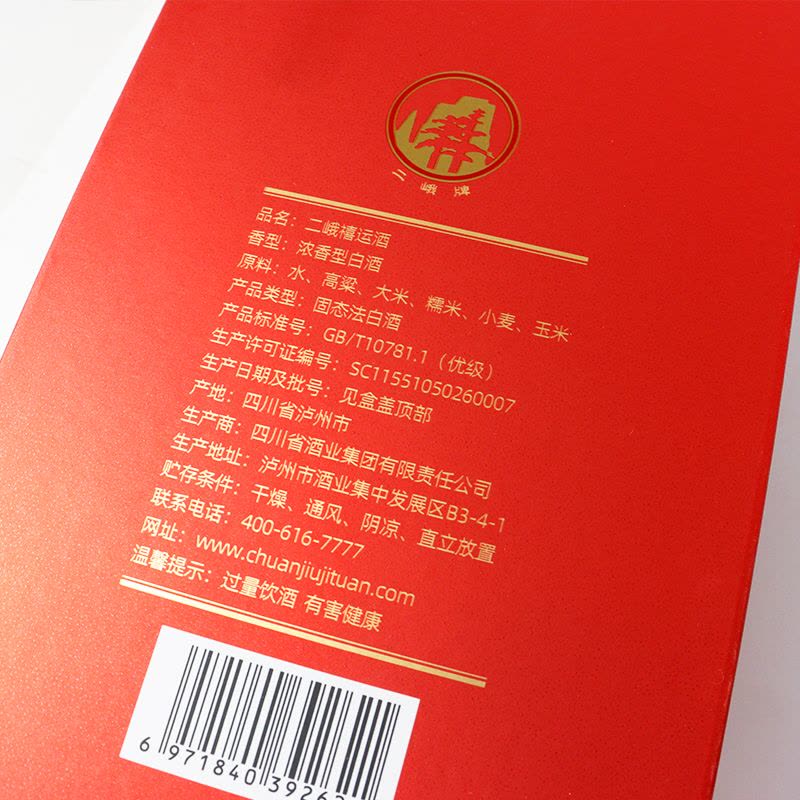 二峨牌
品名：二峨禧运酒
香型：浓香型白酒
原料：水、高粱、大米、糯米、小麦、玉米
产品类型：固态法白酒
产品标准号：GB/T10781.1（优级）
生产许可证编号：SC11551050260007
生产日期及批号：见盒盖顶部
产地：四川省泸州市
生产商：四川省酒业集团有限责任公司
生产地址：泸州市酒业集中发展区B3-4-1
贮存条件：干燥、通风、阴凉、直立放置
联系电话：400-616-7777
网址：www.chuanjiujituan.com
温馨提示：过量饮酒 有害健康
6 971840 39263